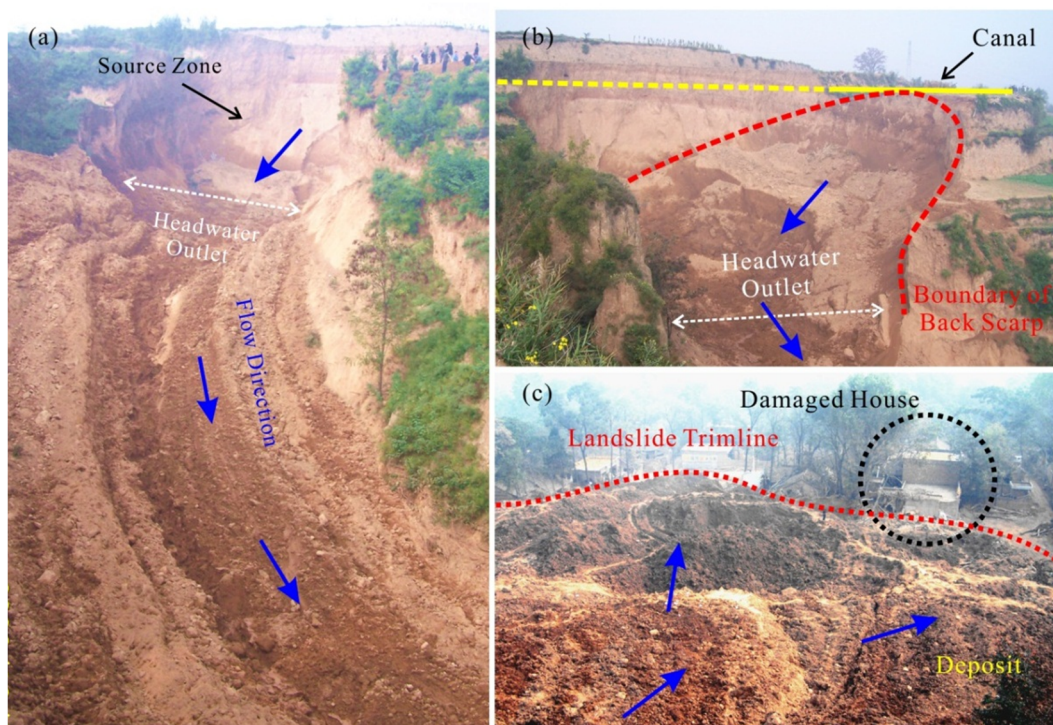 (a)
Source Zone
Headwater
Outlet
Flow Direction
(b)
Canal
Headwater
Outlet
Boundary of
Back Scarp
(c)
Damaged House
Landslide Trimline
Deposit